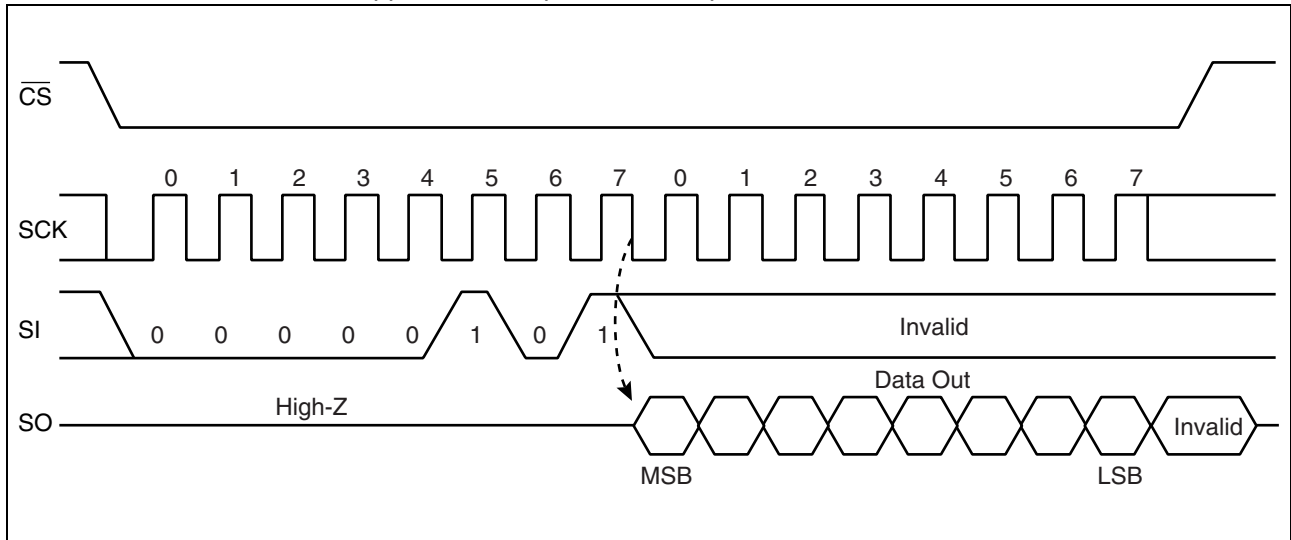 C̅S̅
0 1 2 3 4 5 6 7 0 1 2 3 4 5 6 7
SCK
SI 0 0 0 0 0 1 0 1 Invalid
Data Out
High-Z
SO Invalid
MSB LSB